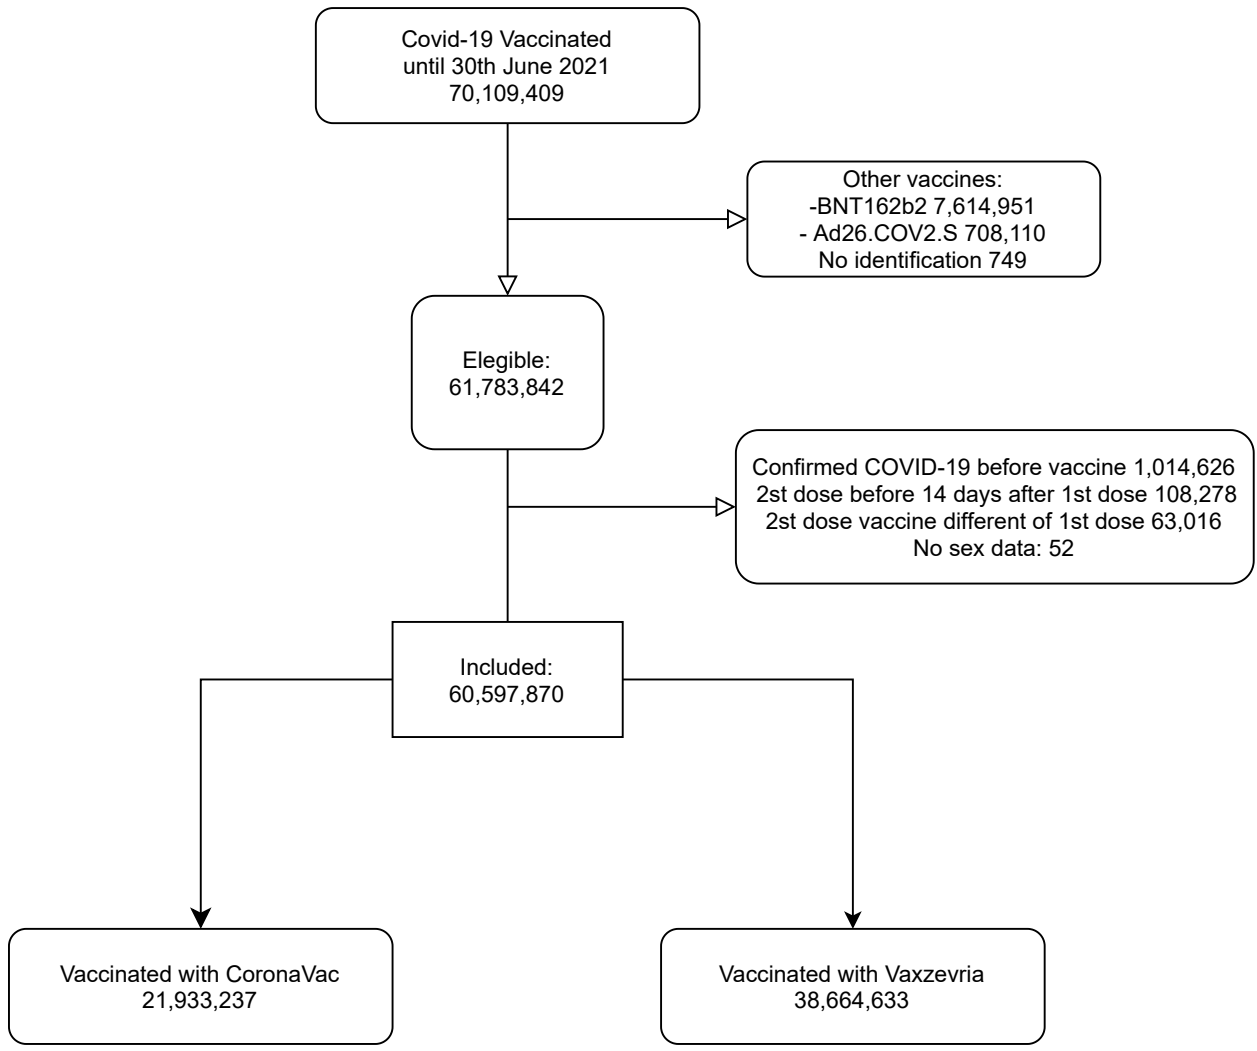 Covid-19 Vaccinated
until 30th June 2021
70,109,409
Other vaccines:
-BNT162b2 7,614,951
- Ad26.COV2.S 708,110
No identification 749
Elegible:
61,783,842
Confirmed COVID-19 before vaccine 1,014,626
2st dose before 14 days after 1st dose 108,278
2st dose vaccine different of 1st dose 63,016
No sex data: 52
Included:
60,597,870
Vaccinated with CoronaVac
21,933,237
Vaccinated with Vaxzevria
38,664,633